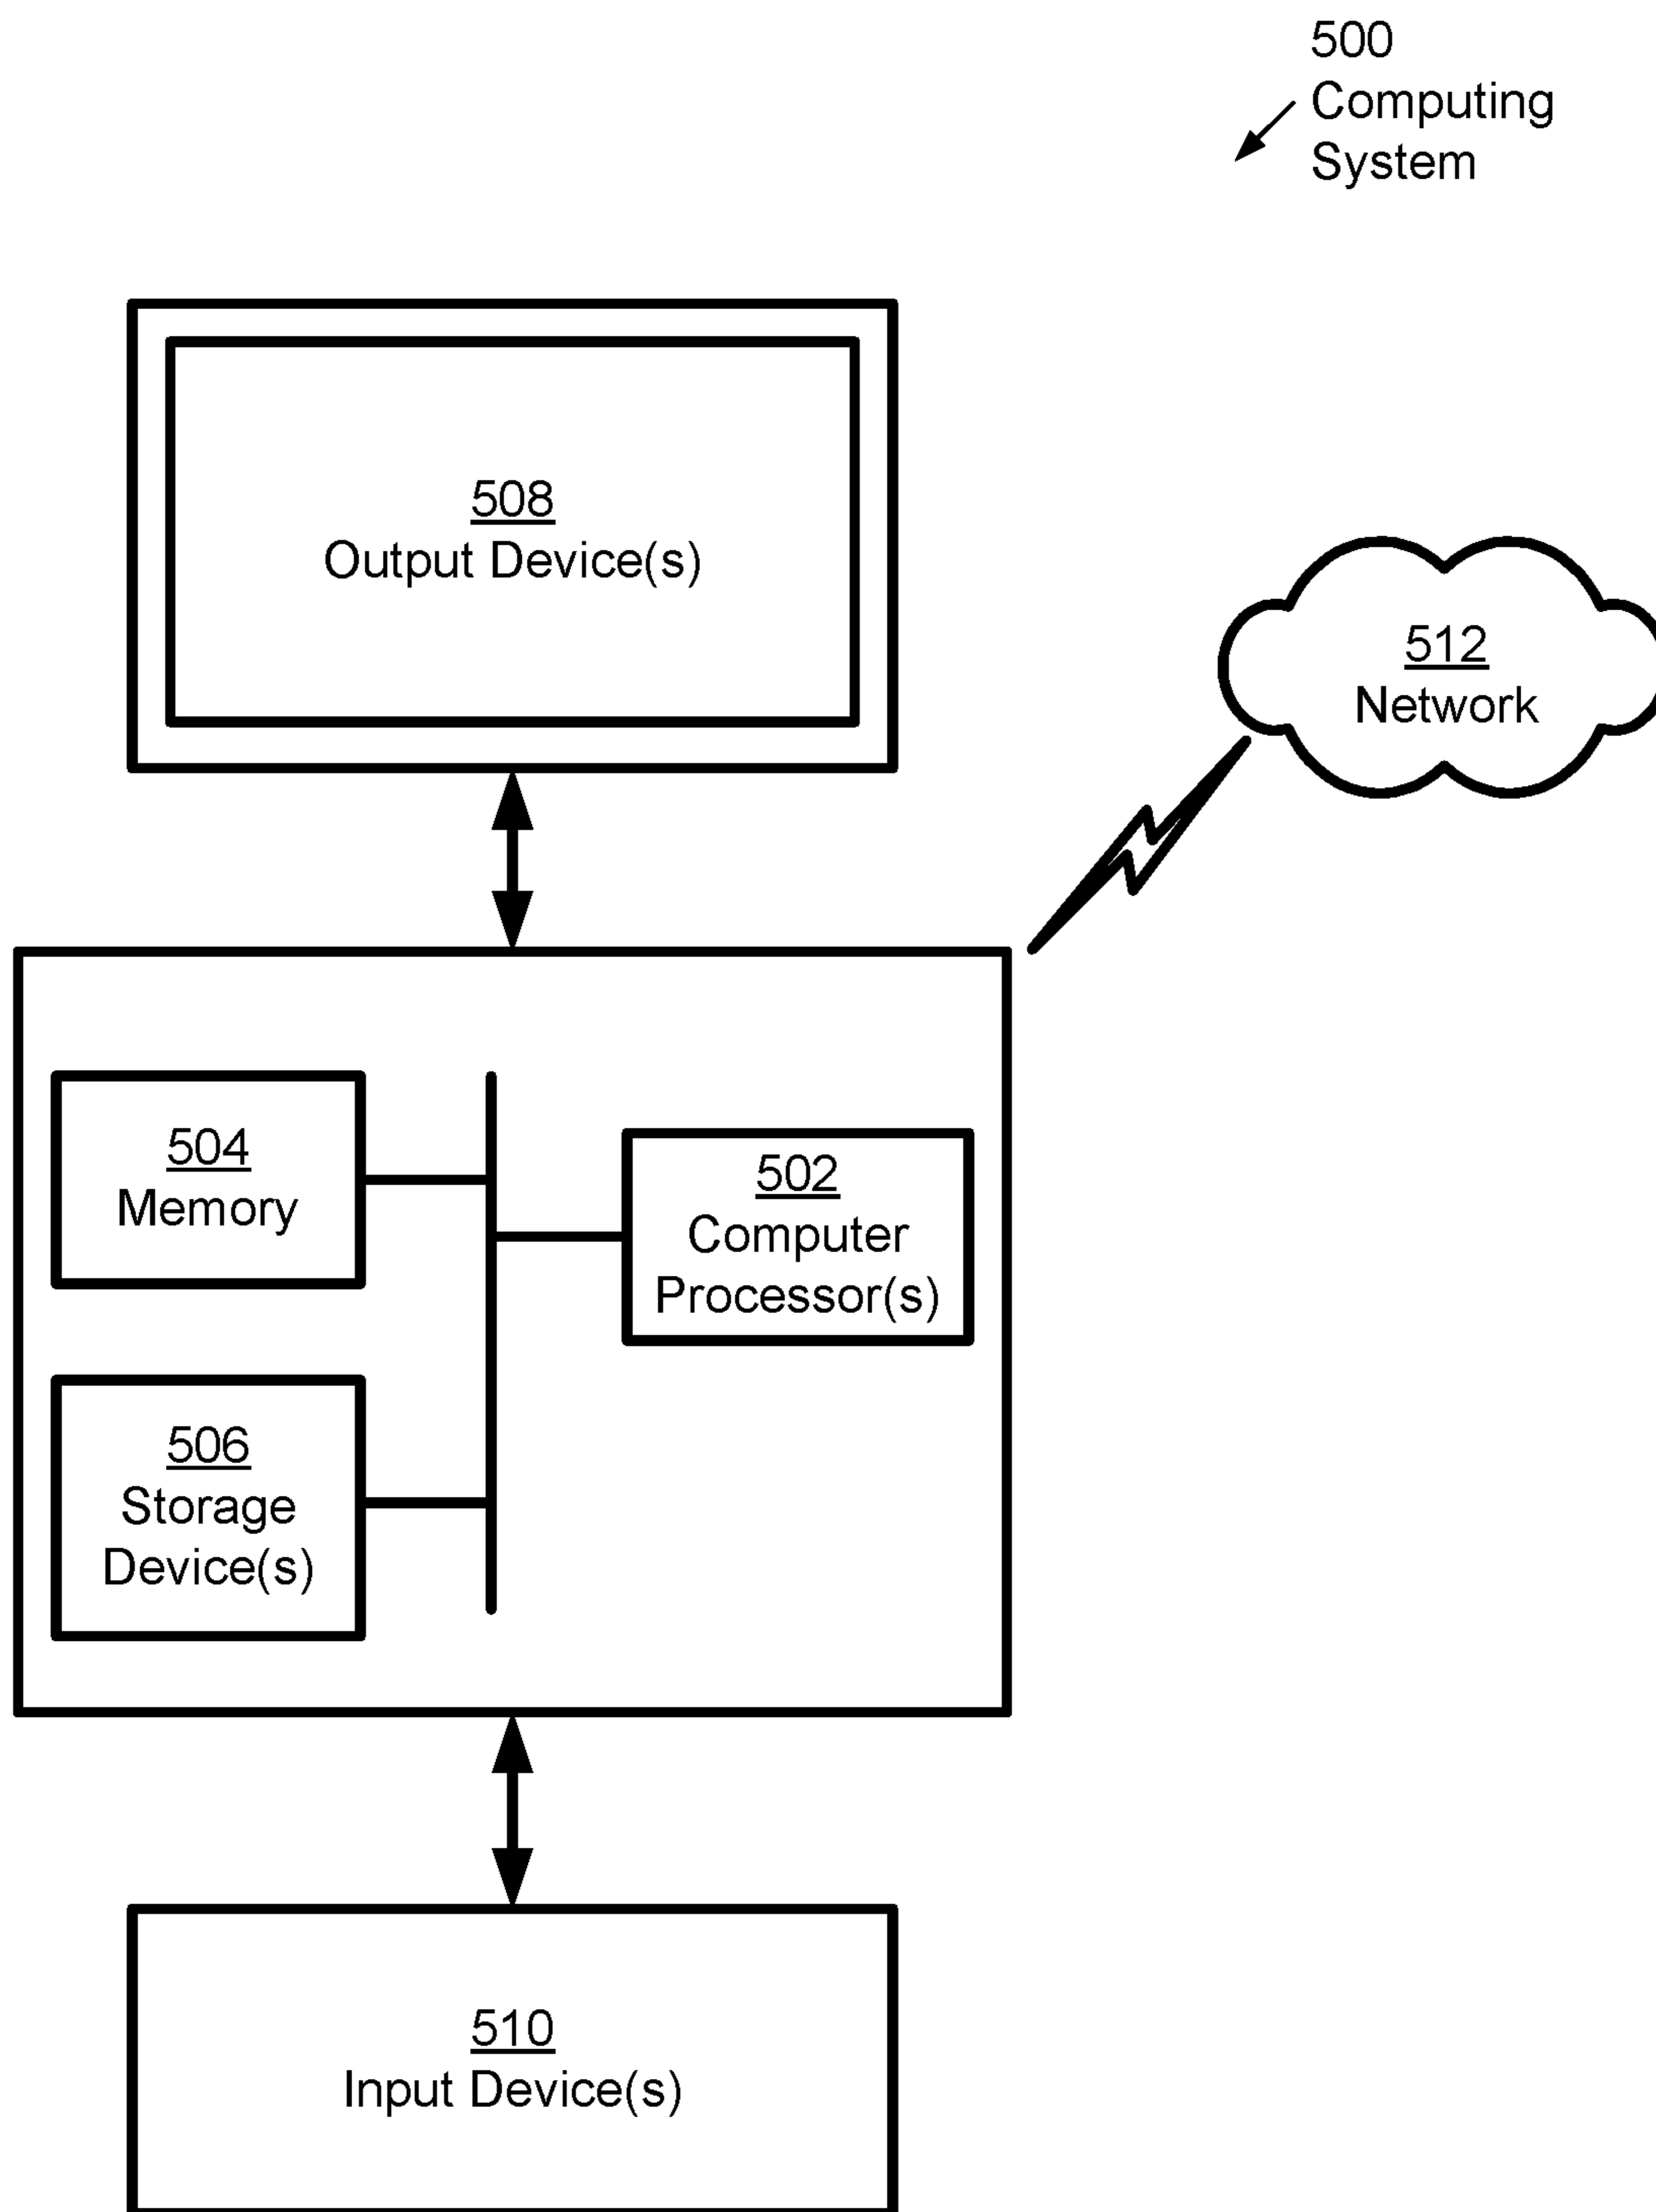 500
Computing
System
508
Output Device(s)
512
Network
504
Memory
502
Computer
Processor(s)
506
Storage
Device(s)
510
Input Device(s)